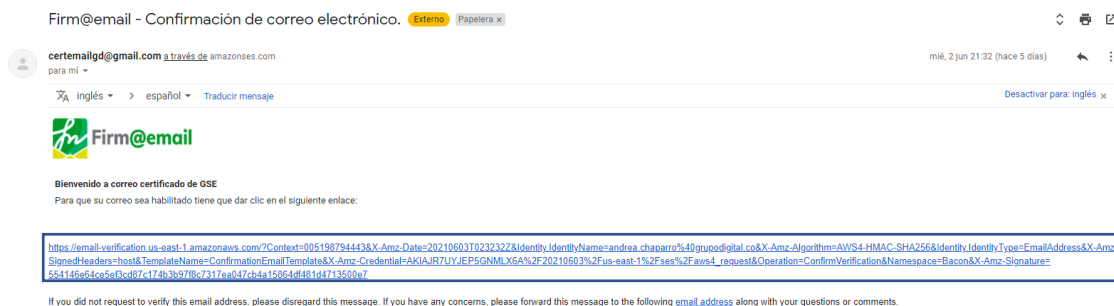 Firm@email - Confirmación de correo electrónico. Externo Papelera x
certemailgd@gmail.com a través de amazonses.com mié, 2 jun 21:32 (hace 5 días)
para mí
inglés > español Traducir mensaje Desactivar para: inglés x
Firm@email
Bienvenido a correo certificado de GSE
Para que su correo sea habilitado tiene que dar clic en el siguiente enlace:
https://email-verification.us-east-1.amazonaws.com/?Context=005198794443&X-Amz-Date=20210603T023232Z&Identity.IdentityName=andrea.chaparro%40grupodigital.co&X-Amz-Algorithm=AWS4-HMAC-SHA256&Identity.IdentityType=EmailAddress&X-Amz-
SignedHeaders=host&TemplateName=ConfirmationEmailTemplate&X-Amz-Credential=AKIAJR7UYJEP5GNMLX6A%2F20210603%2Fus-east-1%2Fses%2Faws4_request&Operation=ConfirmVerification&Namespace=Bacon&X-Amz-Signature=
554146e64ce5ef3cd87c174b3b97f8c7317ea047cb4a15864df481d4713500e7
If you did not request to verify this email address, please disregard this message. If you have any concerns, please forward this message to the following email address along with your questions or comments.